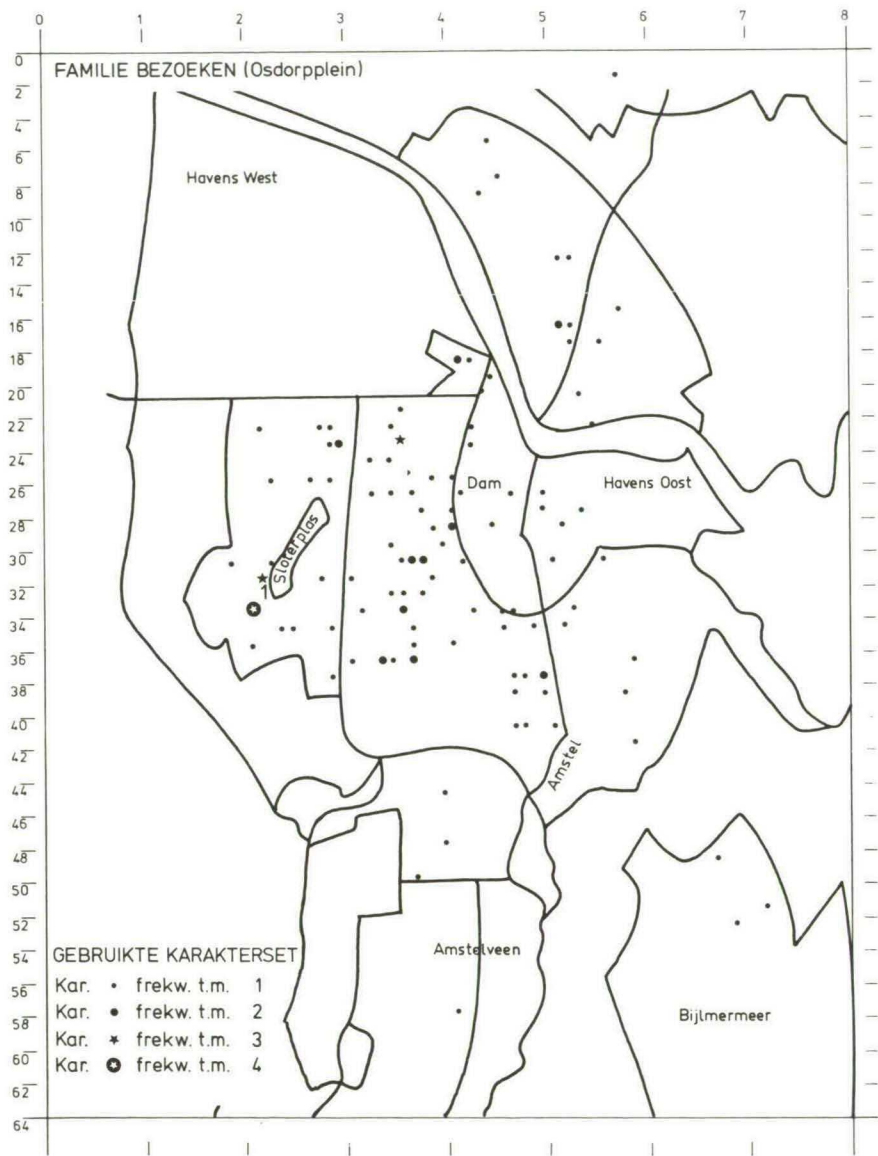 0 1 2 3 4 5 6 7 8
FAMILIE BEZOEKEN (Osdorpplein)
0
2
4
6
8
10
12
14
16
18
20
22
24
26
28
30
32
34
36
38
40
42
44
46
48
50
52
54
56
58
60
62
64
Havens West
Dam
Havens Oost
Sloterplas
1
Amstel
Amstelveen
Bijlmermeer
GEBRUIKTE KARAKTERSET
Kar. • frekw. t.m. 1
Kar. ● frekw. t.m. 2
Kar. ★ frekw. t.m. 3
Kar. ✪ frekw. t.m. 4